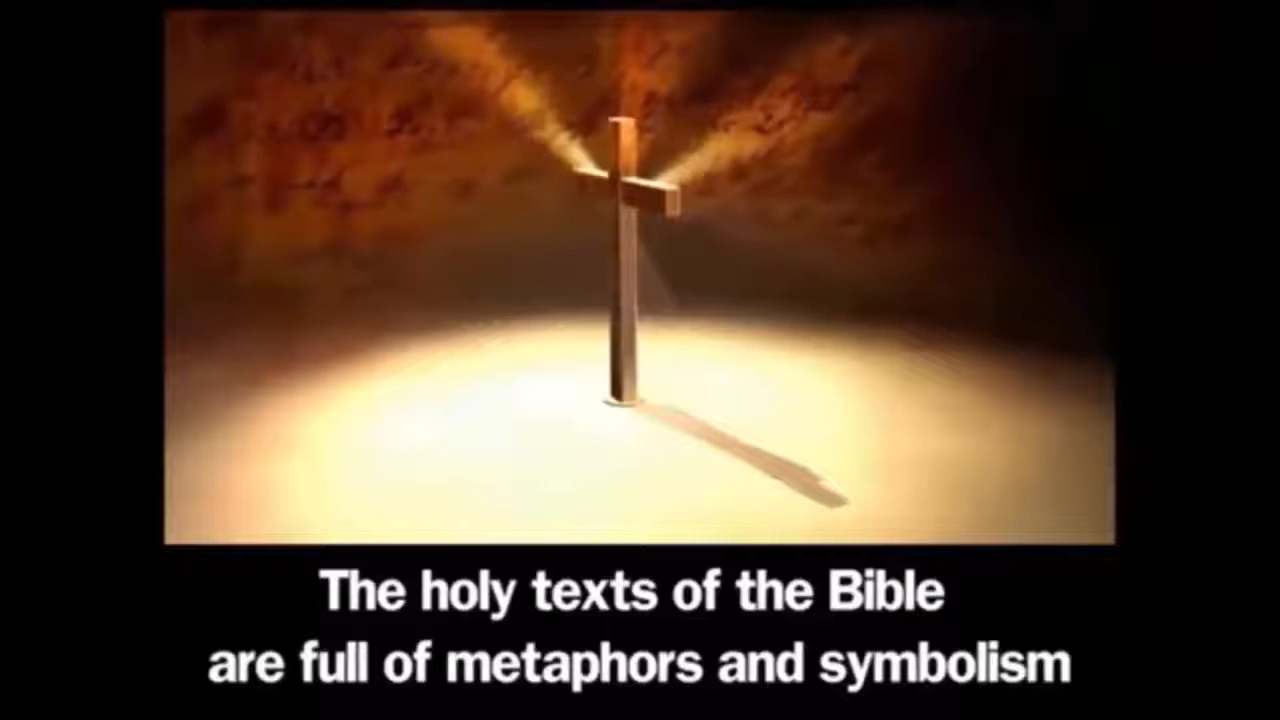 The holy texts of the Bible
are full of metaphors and symbolism